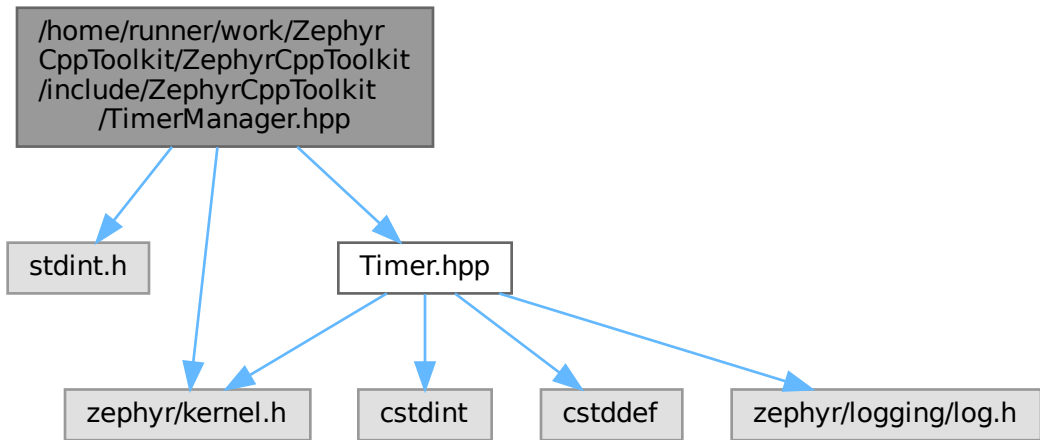 /home/runner/work/Zephyr
CppToolkit/ZephyrCppToolkit
/include/ZephyrCppToolkit
/TimerManager.hpp
stdint.h
Timer.hpp
zephyr/kernel.h
cstdint
cstddef
zephyr/logging/log.h